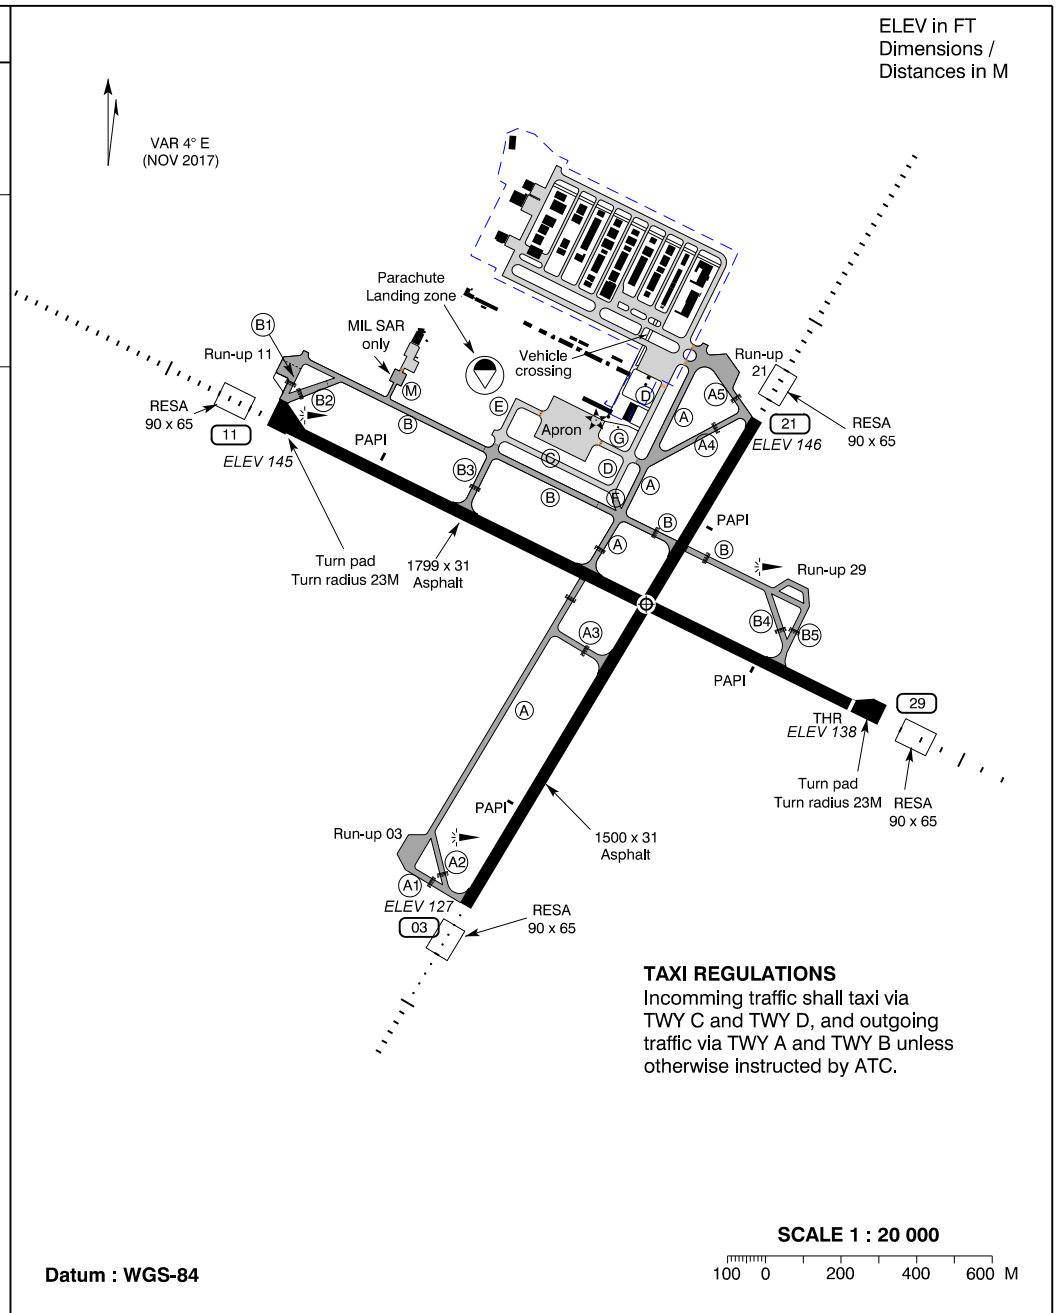 ELEV in FT
Dimensions /
Distances in M
VAR 4° E
(NOV 2017)
Parachute
Landing zone
MIL SAR
only
B1
Run-up 11
B2
M
B
E
RESA
90 x 65
11
ELEV 145
PAPI
Vehicle
crossing
D
Run-up
21
A5
A
A4
RESA
90 x 65
21
ELEV 146
Apron
G
C
D
B3
B
F
A
B
PAPI
B
A
Turn pad
Turn radius 23M
1799 x 31
Asphalt
Run-up 29
B4
B5
A3
PAPI
A
THR
ELEV 138
29
Turn pad
Turn radius 23M
RESA
90 x 65
PAPI
Run-up 03
A2
A1
ELEV 127
03
1500 x 31
Asphalt
RESA
90 x 65
TAXI REGULATIONS
Incomming traffic shall taxi via
TWY C and TWY D, and outgoing
traffic via TWY A and TWY B unless
otherwise instructed by ATC.
SCALE 1 : 20 000
100 0 200 400 600 M
Datum : WGS-84